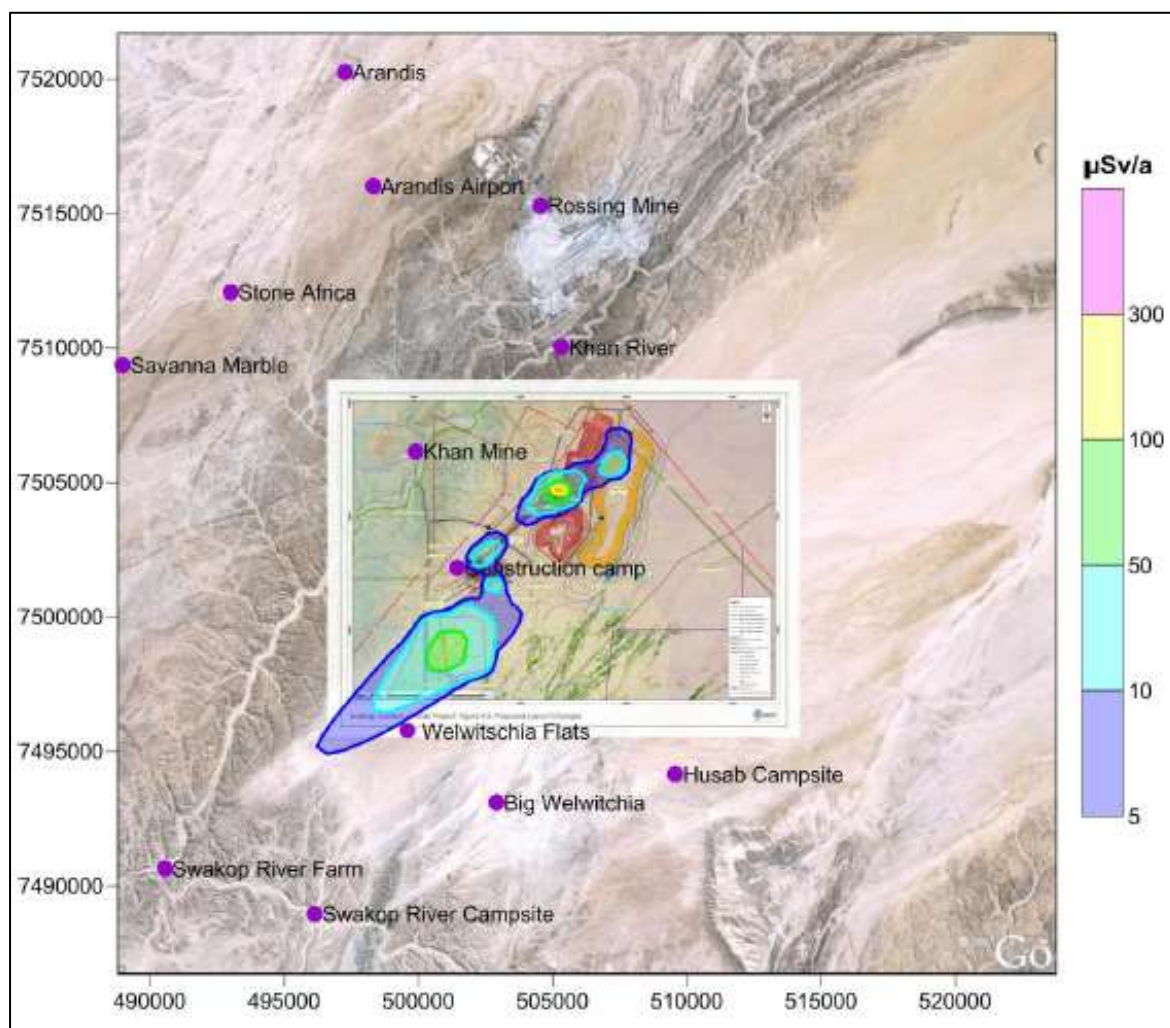 µSv/a
7520000
Arandis
Arandis Airport
7515000
Rossing Mine
Stone Africa
300
7510000
Khan River
Savanna Marble
100
Khan Mine
7505000
50
Construction camp
7500000
10
7495000
Welwitschia Flats
Husab Campsite
Big Welwitchia
5
Swakop River Farm
7490000
Swakop River Campsite
Go
490000
495000
500000
505000
510000
515000
520000